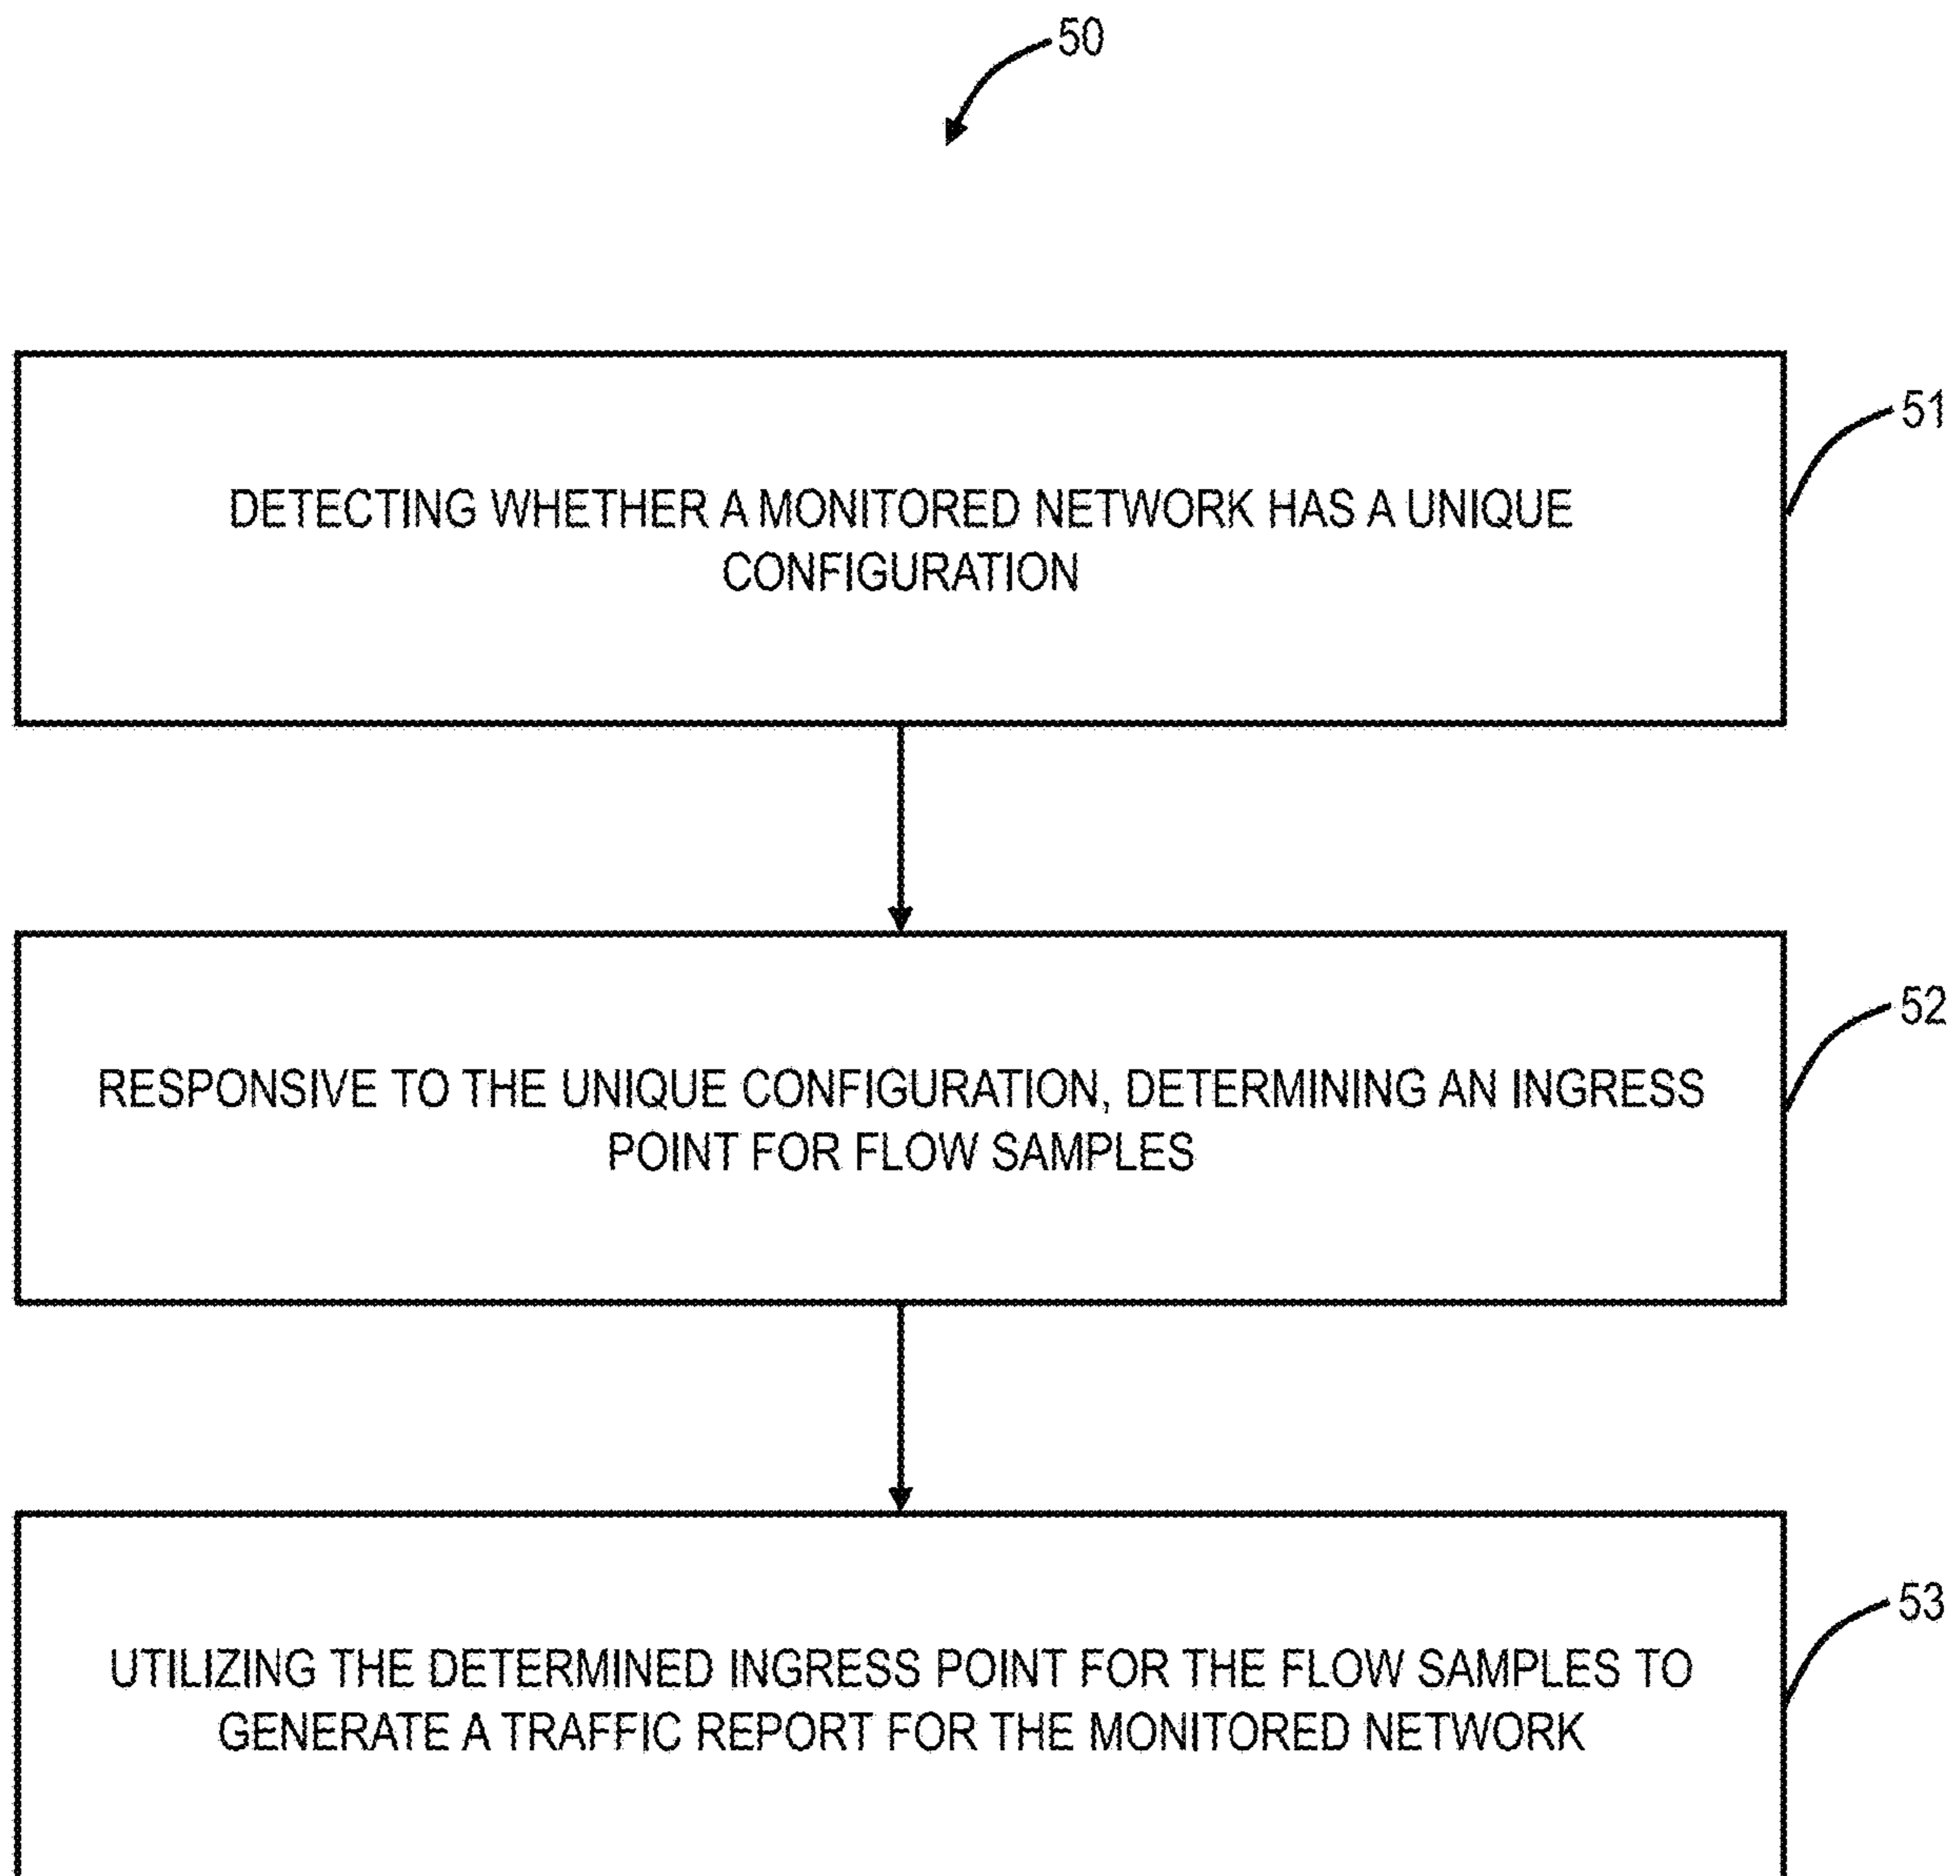 50
51
DETECTING WHETHER A MONITORED NETWORK HAS A UNIQUE
CONFIGURATION
52
RESPONSIVE TO THE UNIQUE CONFIGURATION, DETERMINING AN INGRESS
POINT FOR FLOW SAMPLES
53
UTILIZING THE DETERMINED INGRESS POINT FOR THE FLOW SAMPLES TO
GENERATE A TRAFFIC REPORT FOR THE MONITORED NETWORK